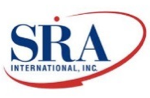 SRA
INTERNATIONAL, INC.